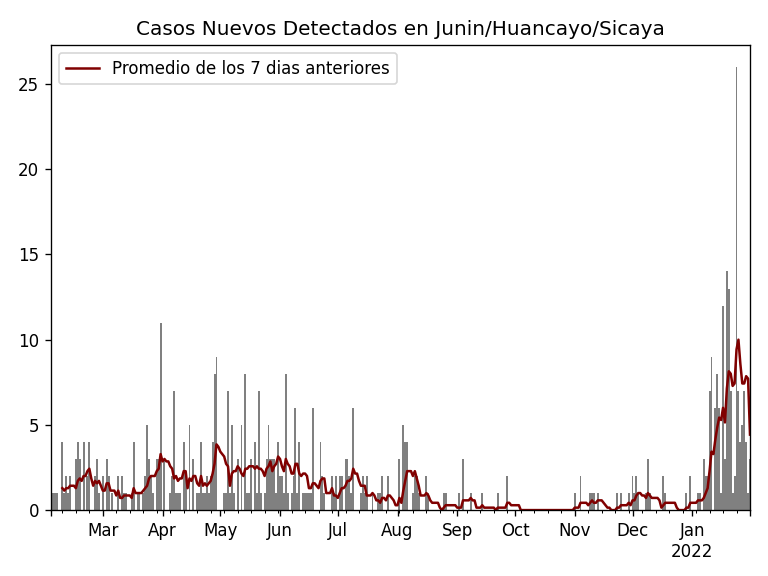 Casos Nuevos Detectados en Junin/Huancayo/Sicaya
Promedio de los 7 dias anteriores
25
20
15
10
5
0
Mar Apr May Jun Jul Aug Sep Oct Nov Dec Jan
2022